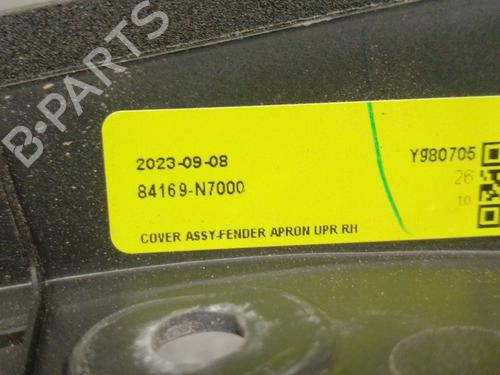 B-PARTS
2023-09-08
84169-N7000
Y980705
26
10
COVER ASSY-FENDER APRON UPR RH